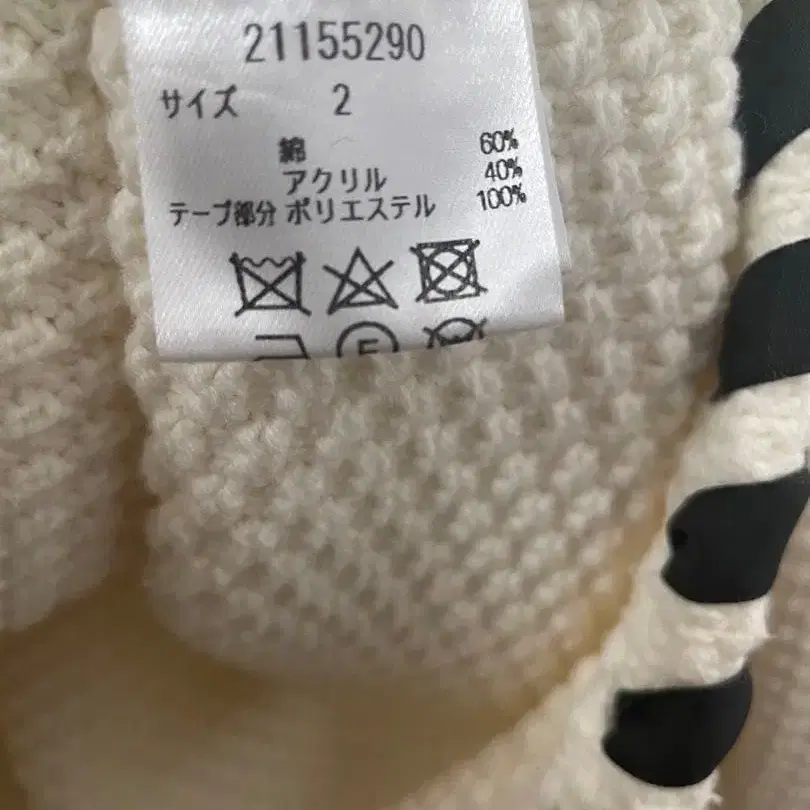 21155290
サイズ 2
綿 60%
アクリル 40%
テープ部分 ポリエステル 100%